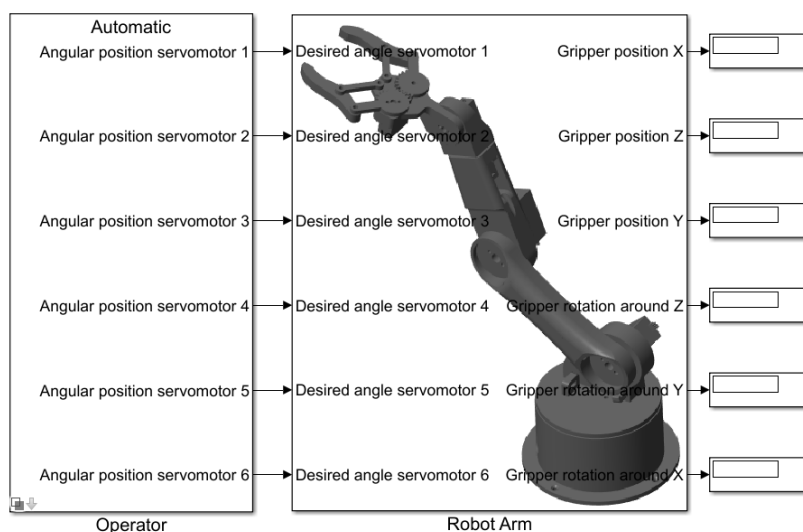 Automatic
Angular position servomotor 1
Desired angle servomotor 1
Gripper position X
Angular position servomotor 2
Desired angle servomotor 2
Gripper position Z
Angular position servomotor 3
Desired angle servomotor 3
Gripper position Y
Angular position servomotor 4
Desired angle servomotor 4
Gripper rotation around Z
Angular position servomotor 5
Desired angle servomotor 5
Gripper rotation around Y
Angular position servomotor 6
Desired angle servomotor 6
Gripper rotation around X
Operator
Robot Arm